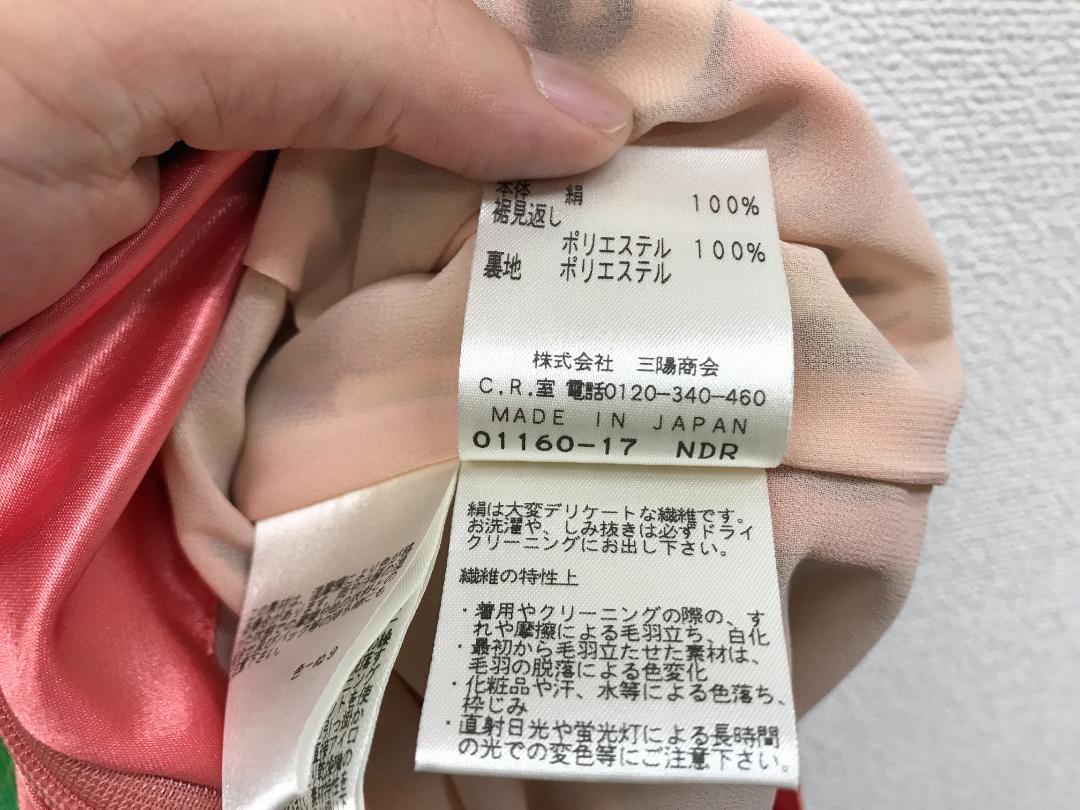 本体 絹 100%
裾見返し
ポリエステル 100%
裏地 ポリエステル
株式会社 三陽商会
C.R.室 電話0120-340-460
MADE IN JAPAN
01160-17 NDR
絹は大変デリケートな繊維です。
お洗濯や、しみ抜きは必ずドライ
クリーニングにお出し下さい。
繊維の特性上
・着用やクリーニングの際の、す
れや摩擦による毛羽立ち、白化
・最初から毛羽立たせた素材は、
毛羽の脱落による色変化
・化粧品や汗、水等による色落ち、
枠じみ
・直射日光や蛍光灯による長時間
の光での変色等にご注意下さい。